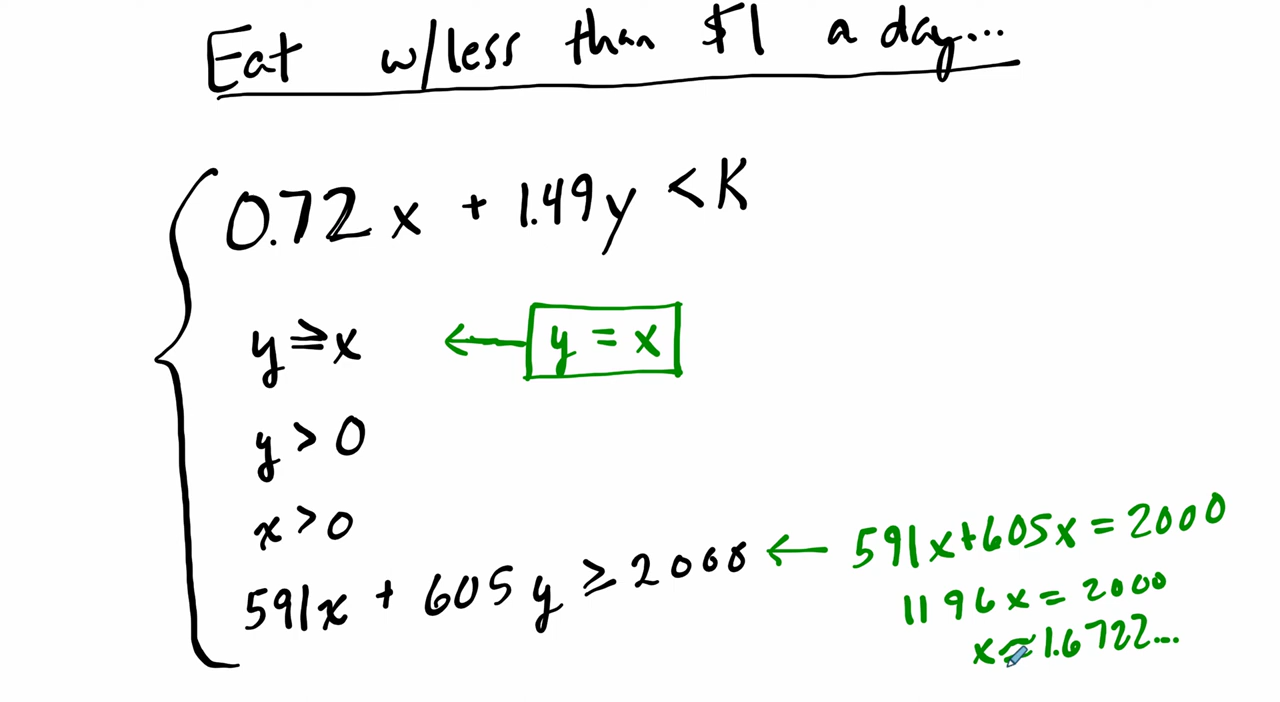 Eat w/less than $1 a day...
0.72x + 1.49y < K
y ≥ x ← y = x
y > 0
x > 0
591x + 605y ≥ 2000 ← 591x+605x = 2000
1196x = 2000
x ≈ 1.6722...